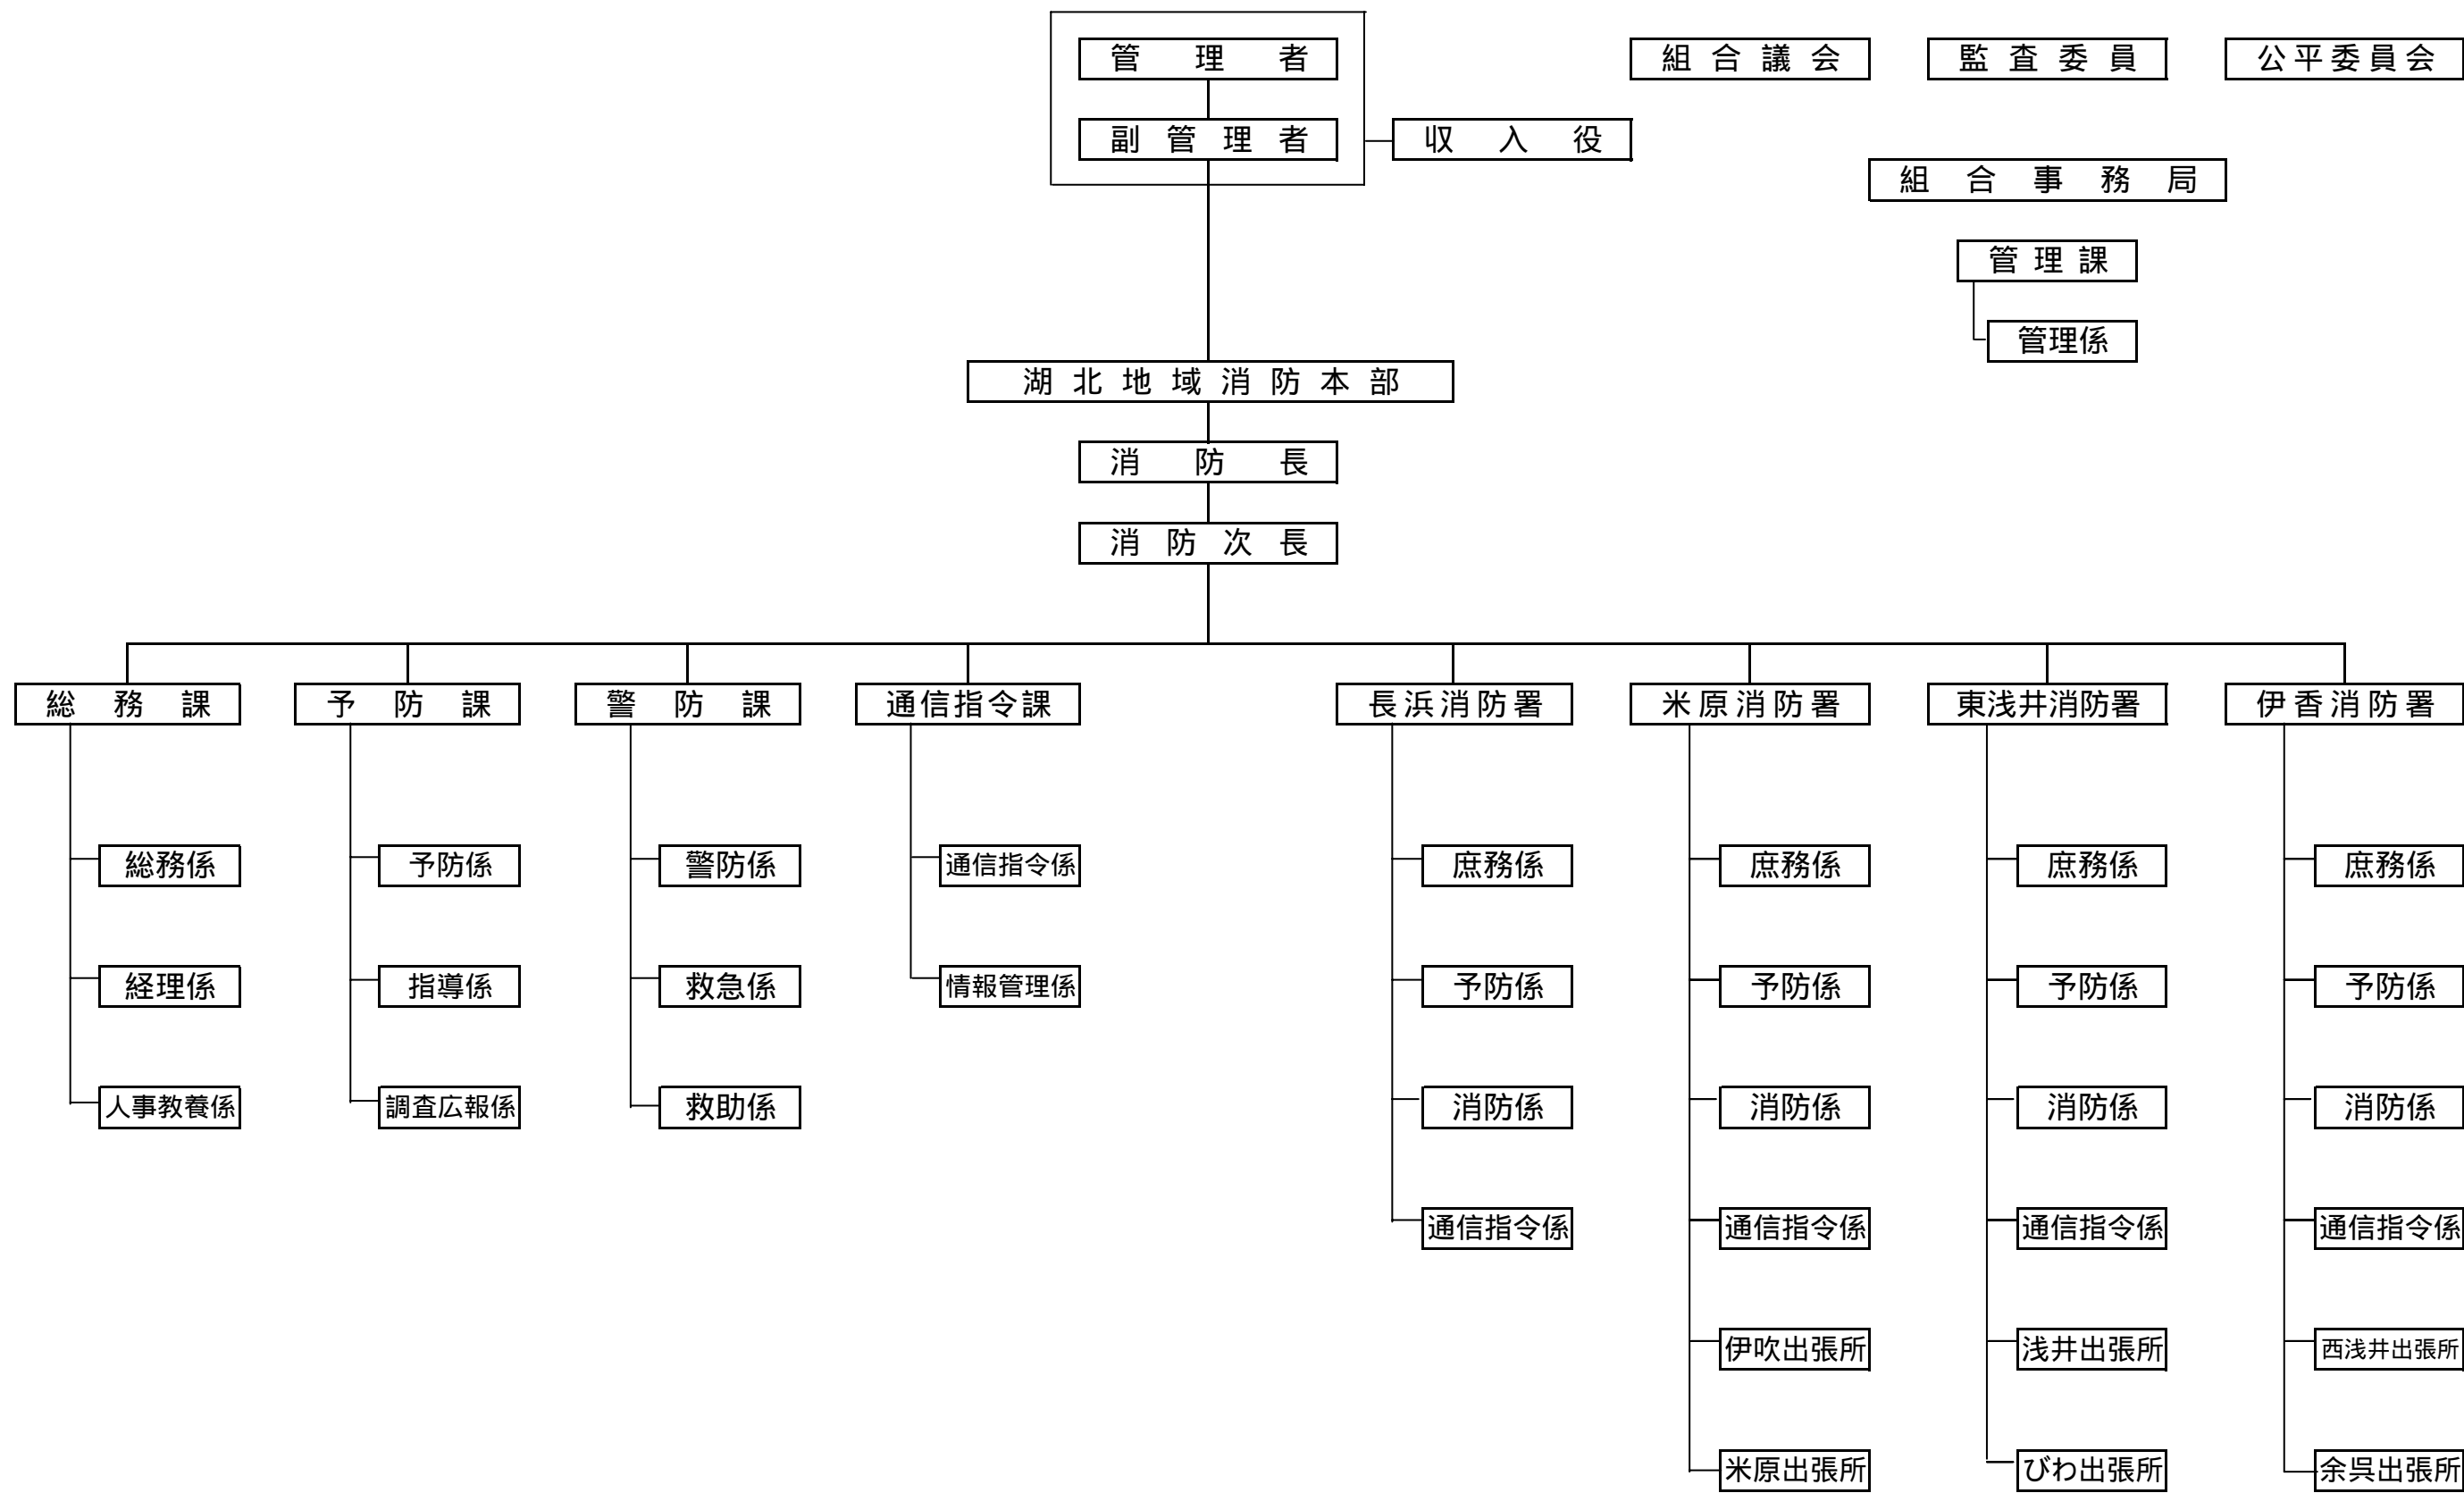 管理者
組合議会
監査委員
公平委員会
副管理者
収入役
組合事務局
管理課
管理係
湖北地域消防本部
消防長
消防次長
総務課
予防課
警防課
通信指令課
長浜消防署
米原消防署
東浅井消防署
伊香消防署
総務係
予防係
警防係
通信指令係
庶務係
庶務係
庶務係
庶務係
経理係
指導係
救急係
情報管理係
予防係
予防係
予防係
予防係
人事教養係
調査広報係
救助係
消防係
消防係
消防係
消防係
通信指令係
通信指令係
通信指令係
通信指令係
伊吹出張所
浅井出張所
西浅井出張所
米原出張所
びわ出張所
余呉出張所